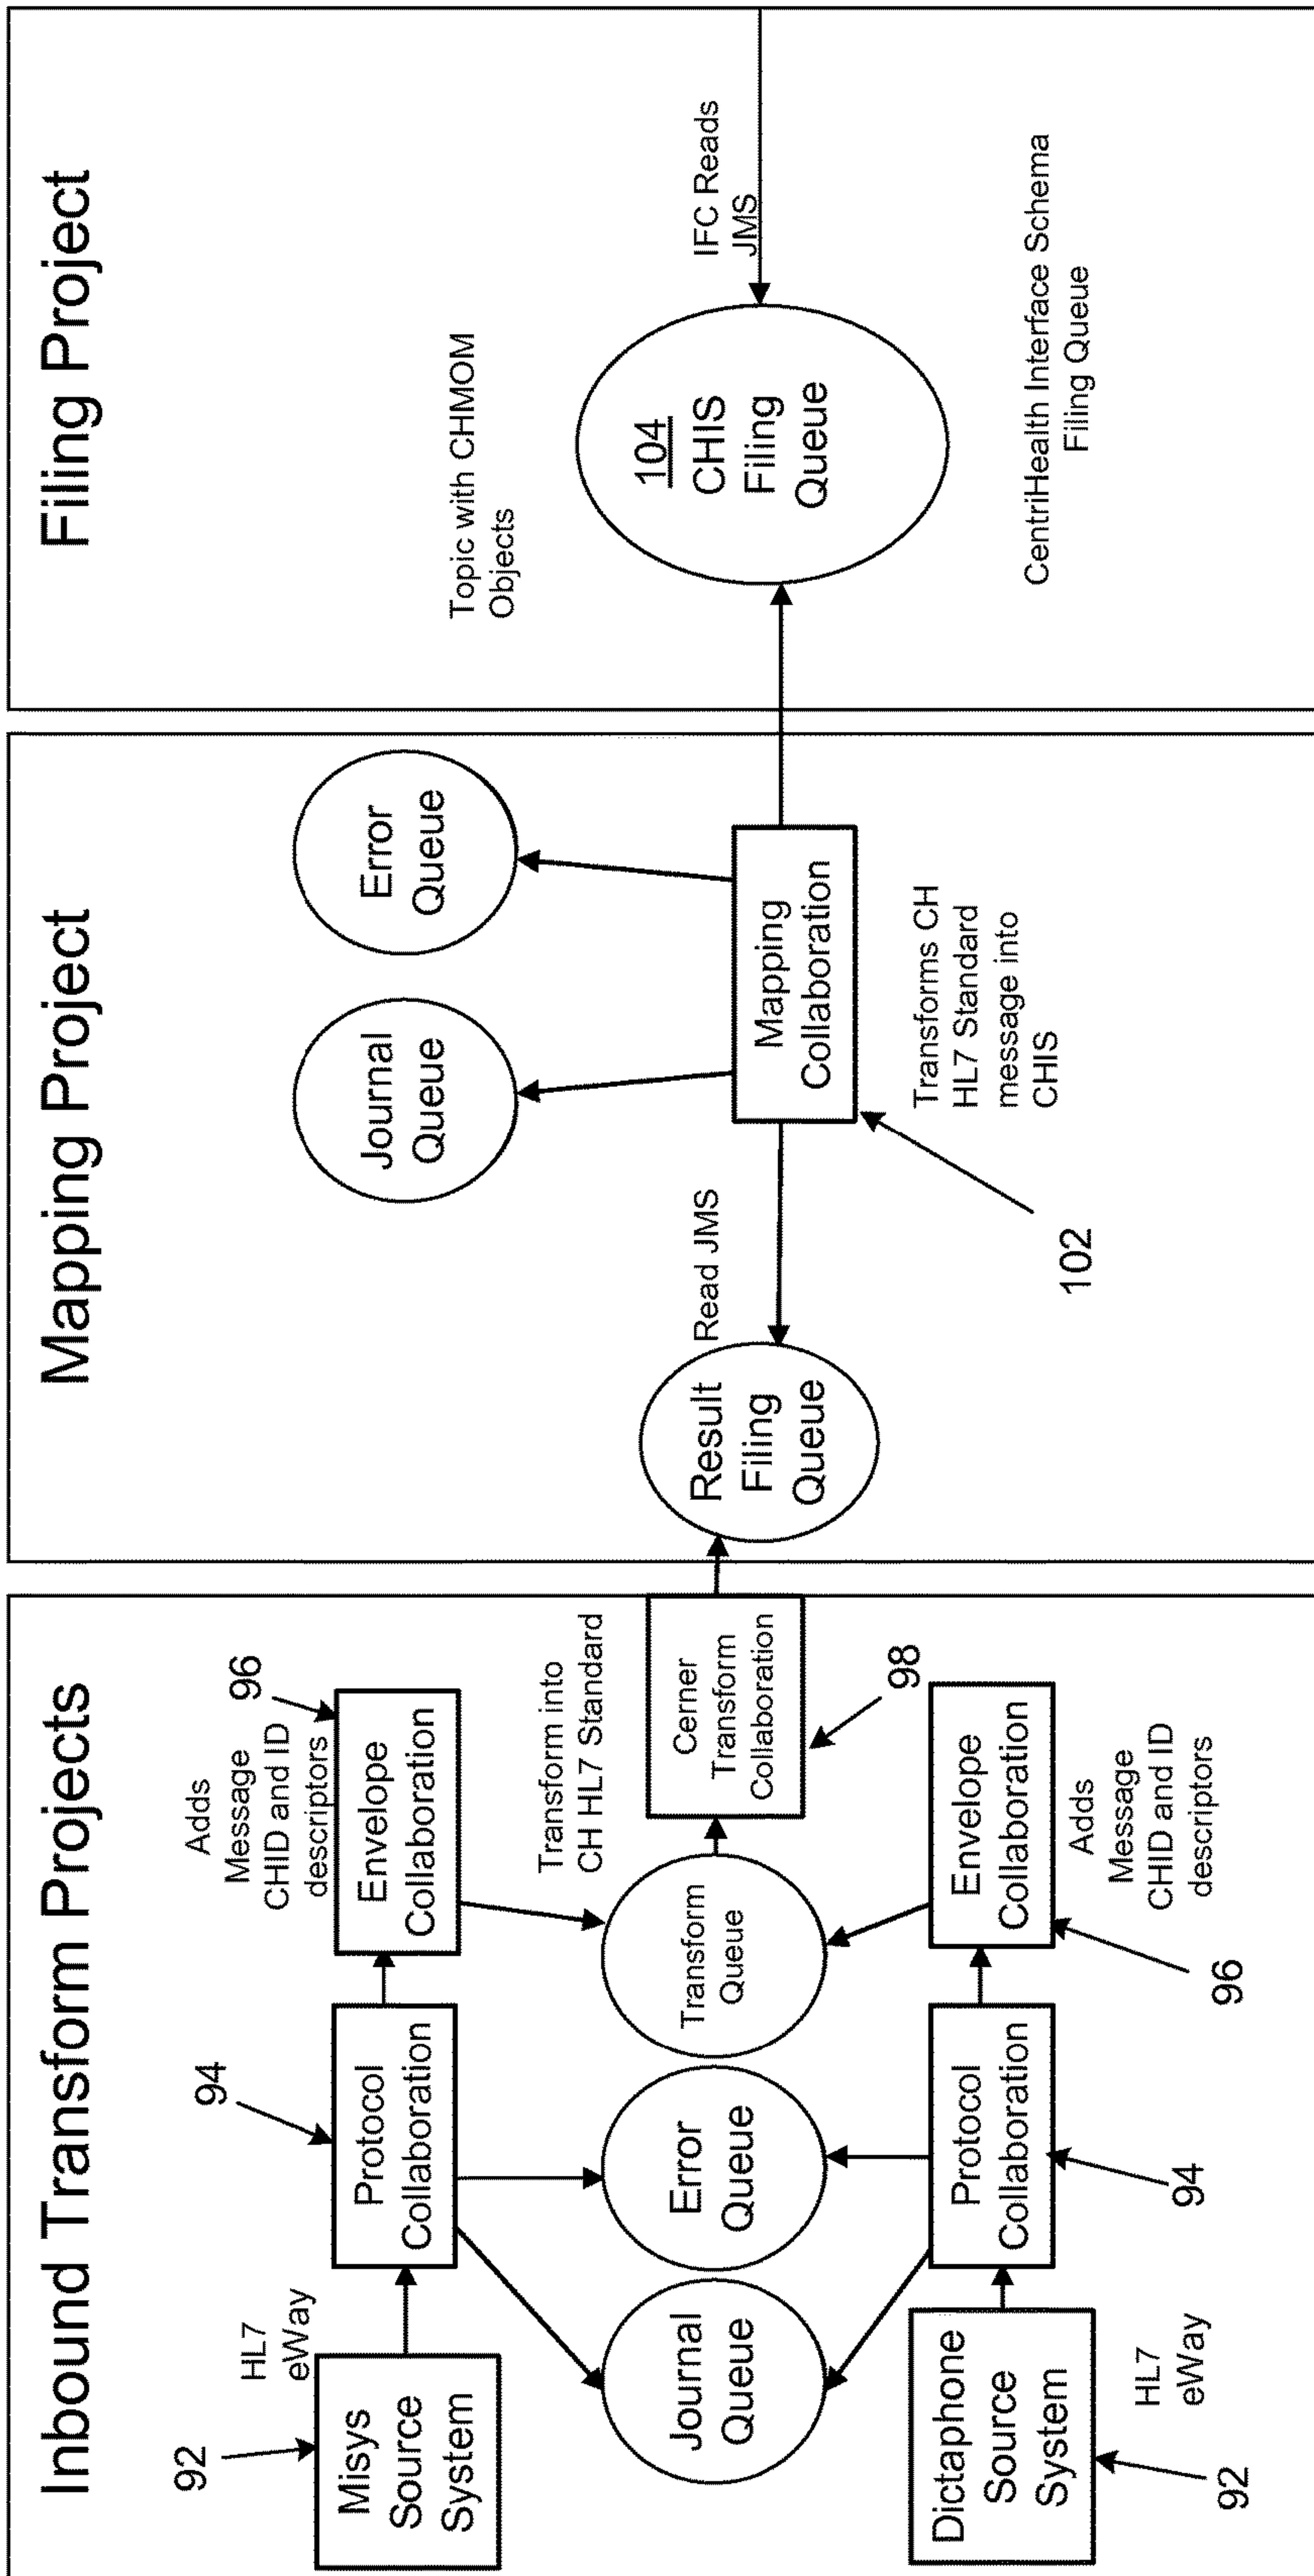 Inbound Transform Projects
92
HL7
eWay
Misys
Source
System
94
Protocol
Collaboration
Adds
Message
CHID and ID
descriptors
96
Envelope
Collaboration
Journal
Queue
Error
Queue
Transform
Queue
Transform into
CH HL7 Standard
Cerner
Transform
Collaboration
98
Dictaphone
Source
System
HL7
eWay
92
Protocol
Collaboration
94
Envelope
Collaboration
96
Adds
Message
CHID and ID
descriptors
Mapping Project
Journal
Queue
Error
Queue
Result
Filing
Queue
Read JMS
Mapping
Collaboration
102
Transforms CH
HL7 Standard
message into
CHIS
Filing Project
Topic with CHMOM
Objects
104
CHIS
Filing
Queue
IFC Reads
JMS
CentriHealth Interface Schema
Filing Queue